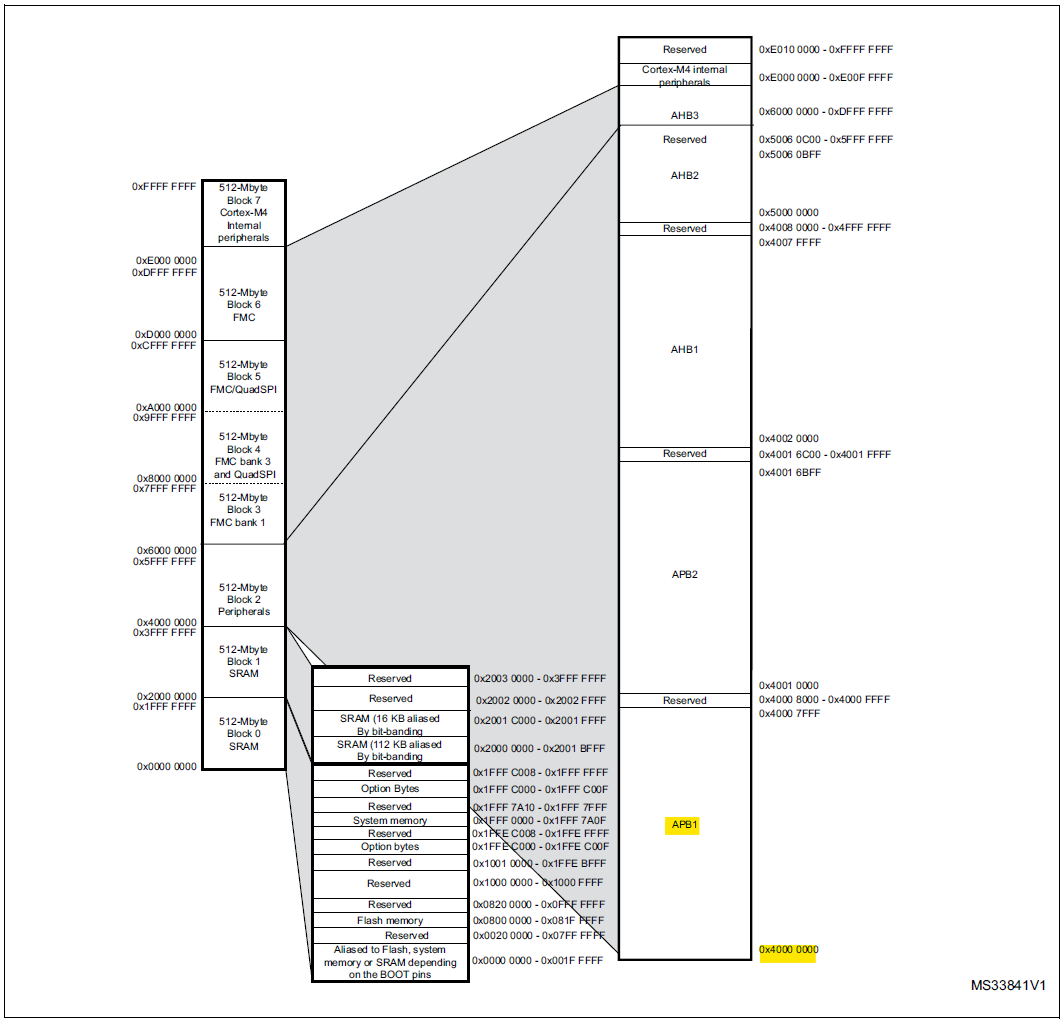 0xFFFF FFFF
512-Mbyte
Block 7
Cortex-M4
Internal
peripherals
0xE000 0000
0xDFFF FFFF
512-Mbyte
Block 6
FMC
0xD000 0000
0xCFFF FFFF
512-Mbyte
Block 5
FMC/QuadSPI
0xA000 0000
0x9FFF FFFF
512-Mbyte
Block 4
FMC bank 3
and QuadSPI
0x8000 0000
0x7FFF FFFF
512-Mbyte
Block 3
FMC bank 1
0x6000 0000
0x5FFF FFFF
512-Mbyte
Block 2
Peripherals
0x4000 0000
0x3FFF FFFF
512-Mbyte
Block 1
SRAM
0x2000 0000
0x1FFF FFFF
512-Mbyte
Block 0
SRAM
0x0000 0000
Reserved 0x2003 0000 - 0x3FFF FFFF
Reserved 0x2002 0000 - 0x2002 FFFF
SRAM (16 KB aliased
By bit-banding 0x2001 C000 - 0x2001 FFFF
SRAM (112 KB aliased
By bit-banding 0x2000 0000 - 0x2001 BFFF
Reserved 0x1FFF C008 - 0x1FFF FFFF
Option Bytes 0x1FFF C000 - 0x1FFF C00F
Reserved 0x1FFF 7A10 - 0x1FFF 7FFF
System memory 0x1FFF 0000 - 0x1FFF 7A0F
Reserved 0x1FFE C008 - 0x1FFE FFFF
Option bytes 0x1FFE C000 - 0x1FFE C00F
Reserved 0x1001 0000 - 0x1FFE BFFF
Reserved 0x1000 0000 - 0x1000 FFFF
Reserved 0x0820 0000 - 0x0FFF FFFF
Flash memory 0x0800 0000 - 0x081F FFFF
Reserved 0x0020 0000 - 0x07FF FFFF
Aliased to Flash, system
memory or SRAM depending
on the BOOT pins 0x0000 0000 - 0x001F FFFF
Reserved 0xE010 0000 - 0xFFFF FFFF
Cortex-M4 internal
peripherals 0xE000 0000 - 0xE00F FFFF
AHB3 0x6000 0000 - 0xDFFF FFFF
Reserved 0x5006 0C00 - 0x5FFF FFFF
0x5006 0BFF
AHB2
0x5000 0000
Reserved 0x4008 0000 - 0x4FFF FFFF
0x4007 FFFF
AHB1
0x4002 0000
Reserved 0x4001 6C00 - 0x4001 FFFF
0x4001 6BFF
APB2
0x4001 0000
Reserved 0x4000 8000 - 0x4000 FFFF
0x4000 7FFF
APB1
0x4000 0000
MS33841V1